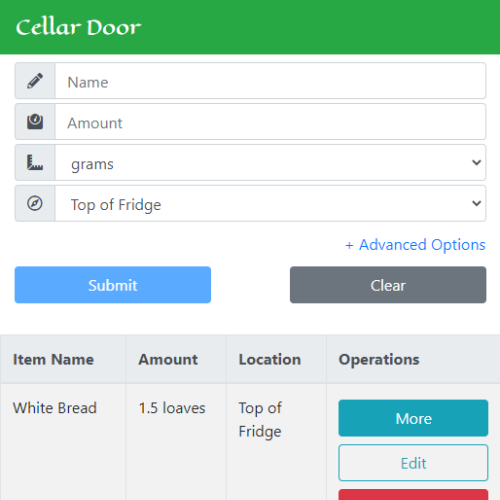 Cellar Door
Name
Amount
grams
Top of Fridge
+ Advanced Options
Submit Clear
Item Name Amount Location Operations
White Bread 1.5 loaves Top of Fridge More
Edit